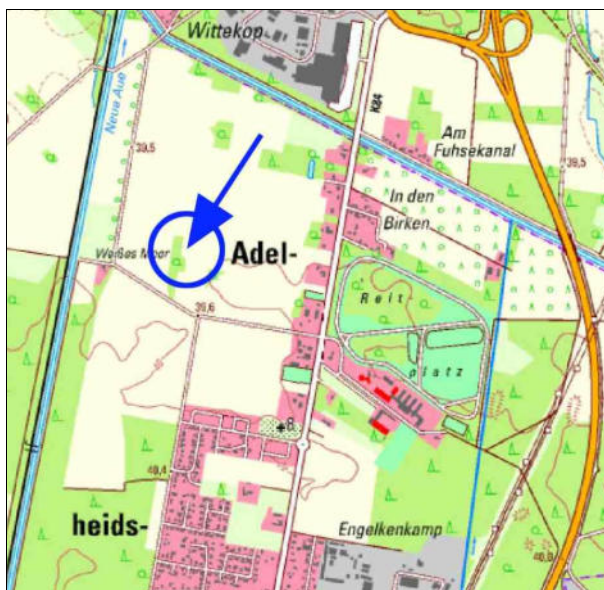 Wittekop
Neue Aue
K84
39,5
Am
Fuhsekanal
39,5
In den
Birken
Weißes Moor
Adel-
Reit
39,6
platz
40,4
heids-
Engelkenkamp
40,0